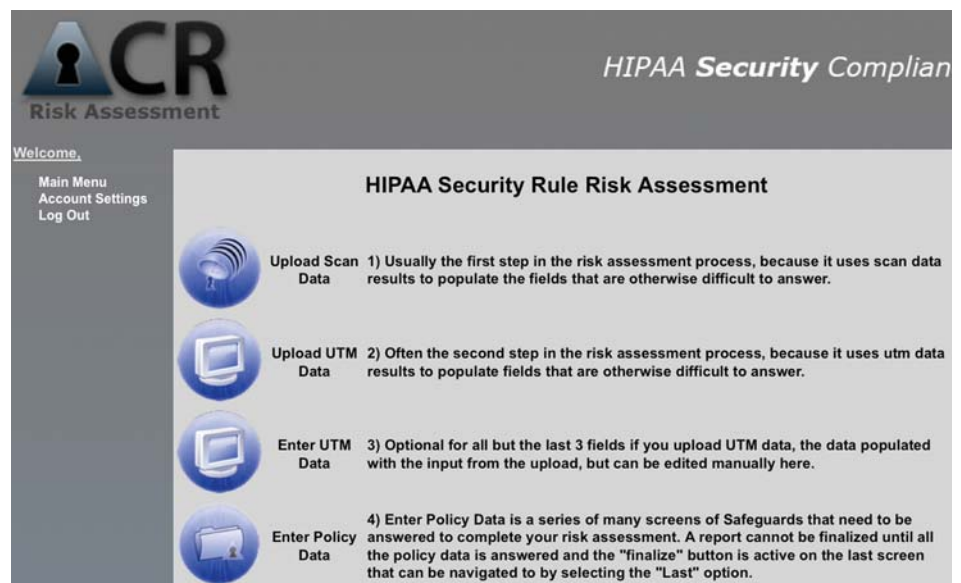 ACR
Risk Assessment
HIPAA Security Complian
Welcome,
Main Menu
Account Settings
Log Out
HIPAA Security Rule Risk Assessment
Upload Scan Data
1) Usually the first step in the risk assessment process, because it uses scan data
results to populate the fields that are otherwise difficult to answer.
Upload UTM Data
2) Often the second step in the risk assessment process, because it uses utm data
results to populate fields that are otherwise difficult to answer.
Enter UTM Data
3) Optional for all but the last 3 fields if you upload UTM data, the data populated
with the input from the upload, but can be edited manually here.
Enter Policy Data
4) Enter Policy Data is a series of many screens of Safeguards that need to be
answered to complete your risk assessment. A report cannot be finalized until all
the policy data is answered and the "finalize" button is active on the last screen
that can be navigated to by selecting the "Last" option.